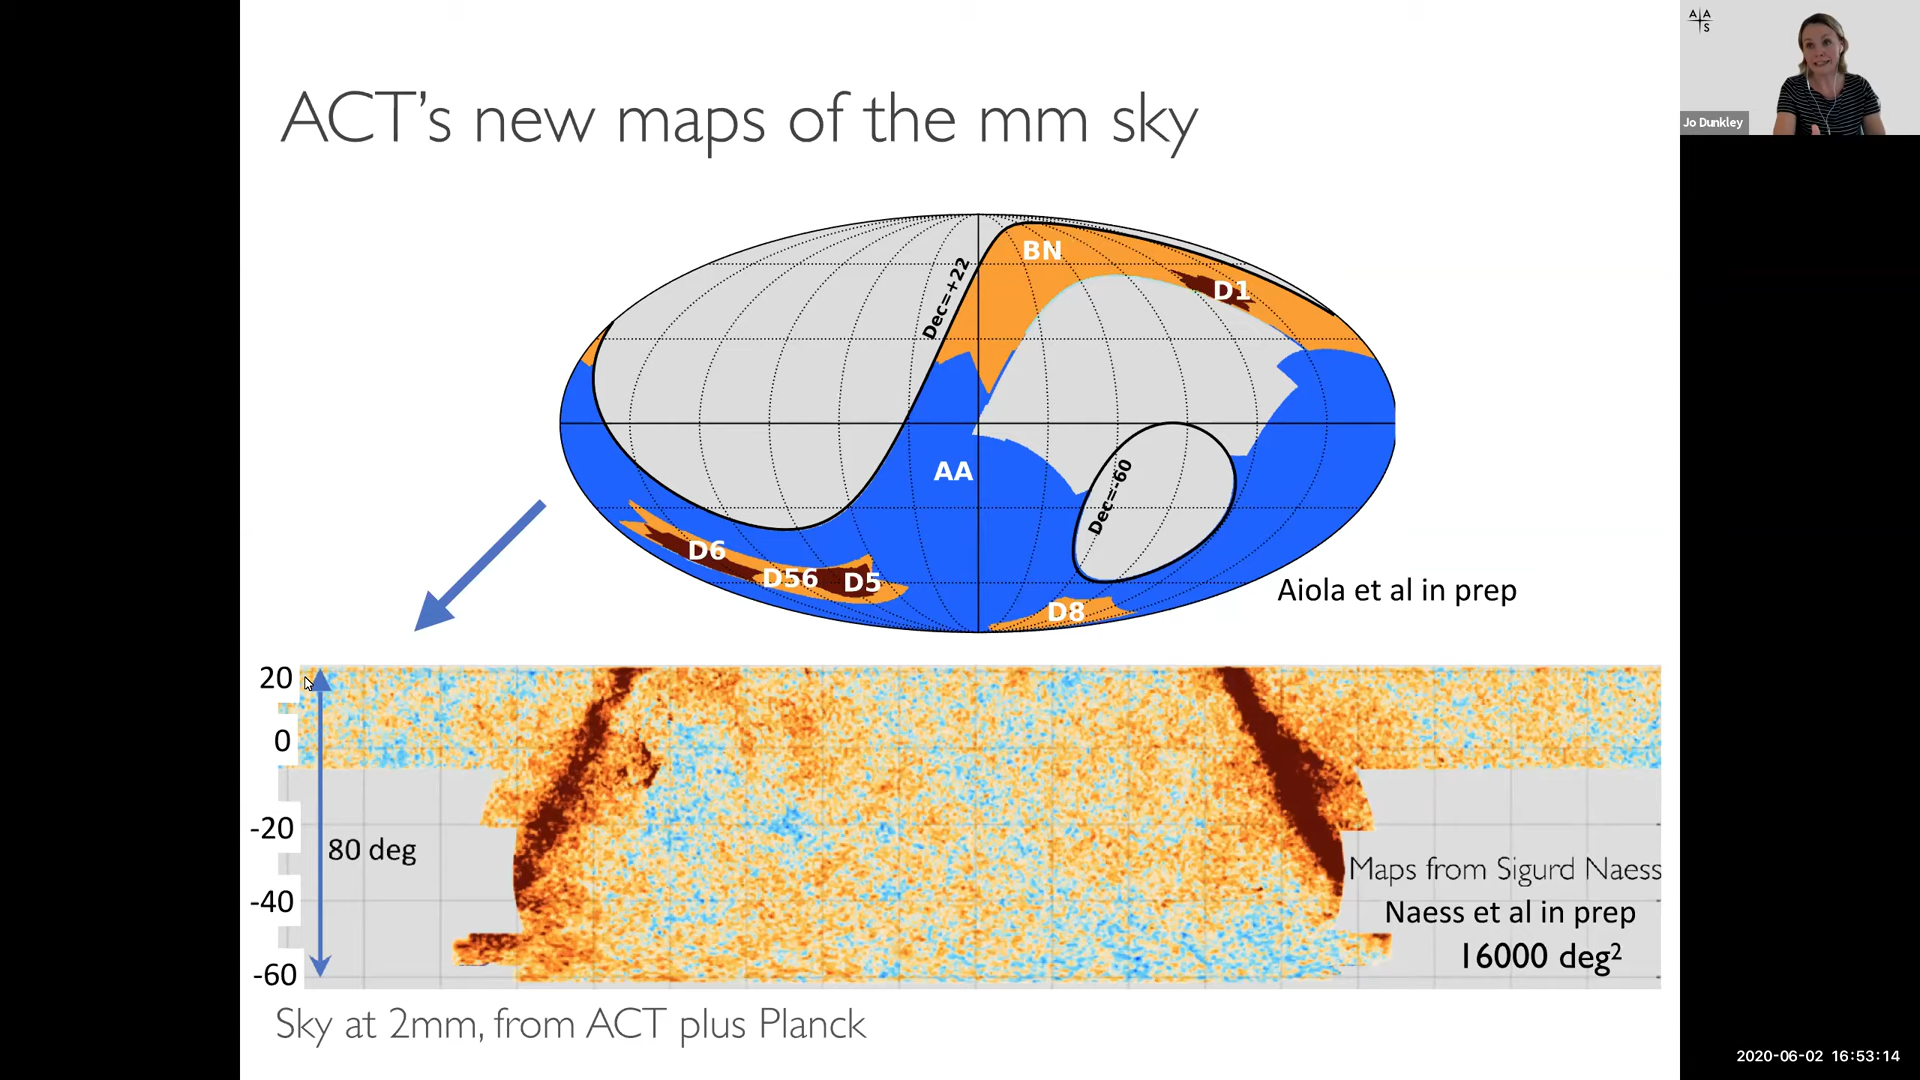 A A
S
Jo Dunkley
ACT's new maps of the mm sky
Dec=+22
BN
D1
AA
Dec=-60
D6
D56
D5
D8
Aiola et al in prep
20
0
-20
-40
-60
80 deg
Maps from Sigurd Naess
Naess et al in prep
16000 deg²
Sky at 2mm, from ACT plus Planck
2020-06-02 16:53:14